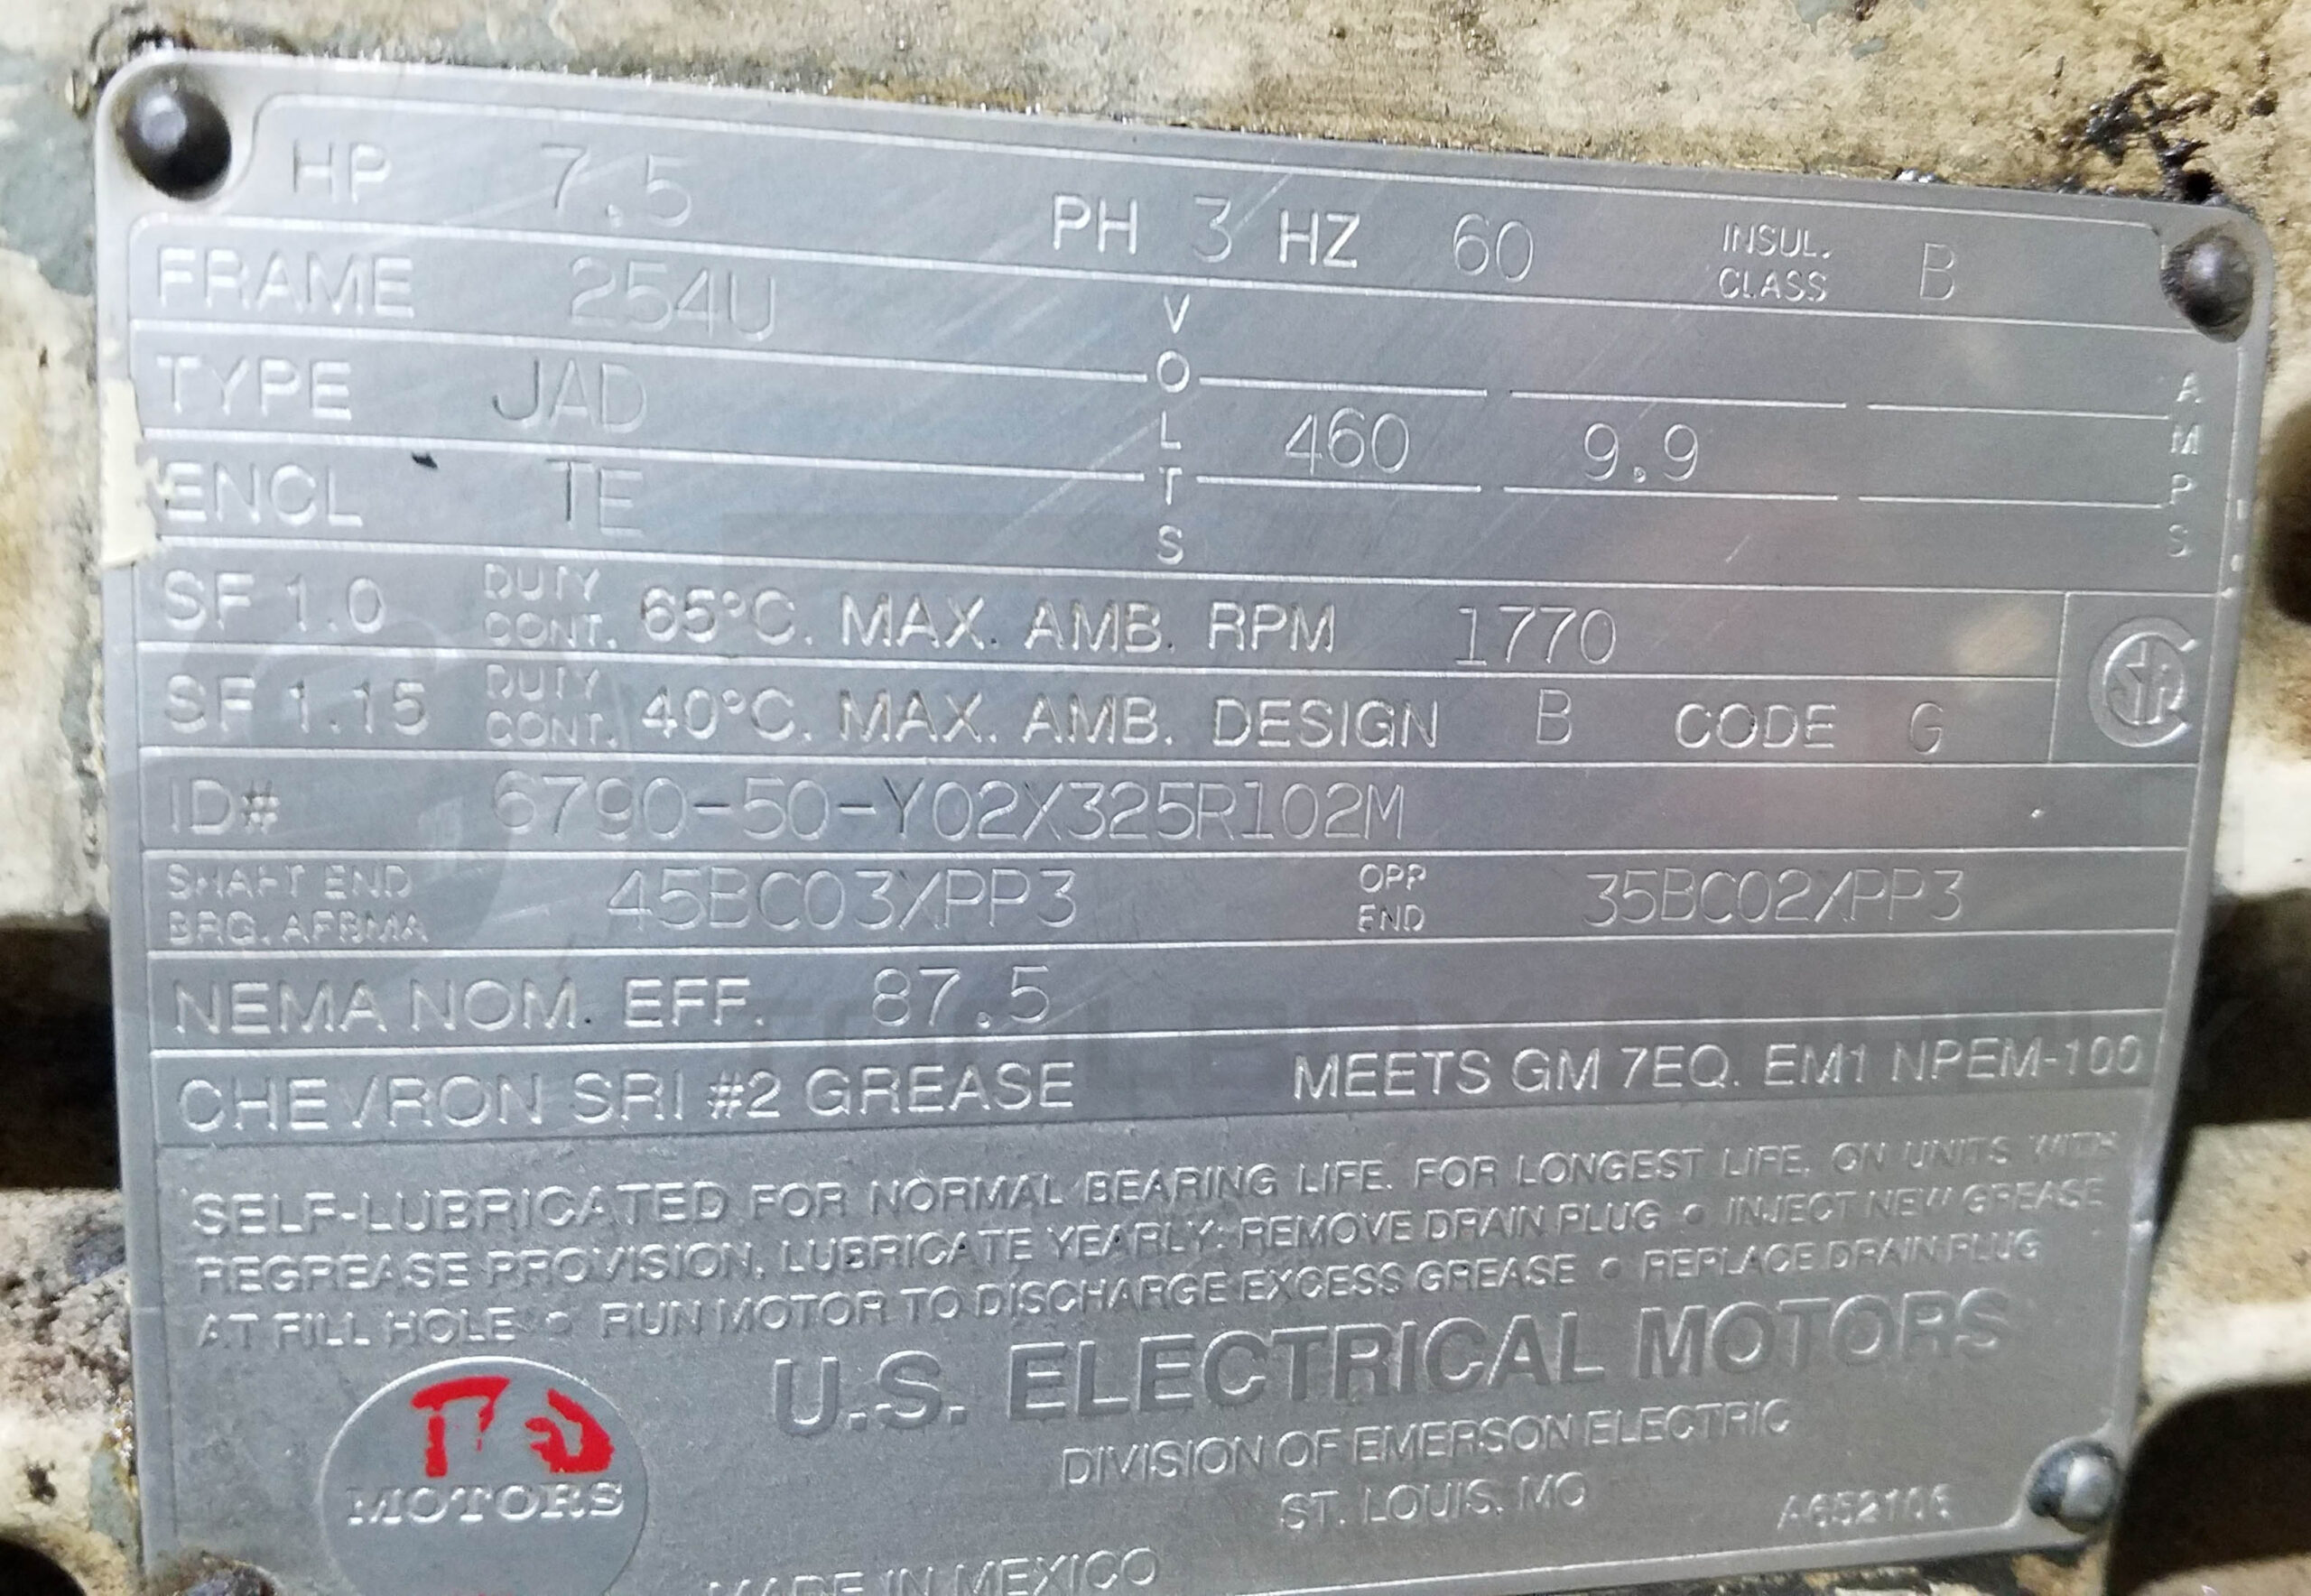 HP 7.5 PH 3 HZ 60 INSUL. CLASS B
FRAME 254U
TYPE JAD
VOLTS 460 9.9 AMPS
ENCL TE
SF 1.0 DUTY CONT. 65°C. MAX. AMB. RPM 1770
SF 1.15 DUTY CONT. 40°C. MAX. AMB. DESIGN B CODE G
ID# 6790-50-Y02X325R102M
SHAFT END BRG. AFBMA 45BC03XPP3 OPP END 35BC02XPP3
NEMA NOM. EFF. 87.5
CHEVRON SRI #2 GREASE MEETS GM 7EQ. EM1 NPEM-100
SELF-LUBRICATED FOR NORMAL BEARING LIFE. FOR LONGEST LIFE, ON UNITS WITH
REGREASE PROVISION, LUBRICATE YEARLY: REMOVE DRAIN PLUG • INJECT NEW GREASE
AT FILL HOLE • RUN MOTOR TO DISCHARGE EXCESS GREASE • REPLACE DRAIN PLUG
U.S. ELECTRICAL MOTORS
DIVISION OF EMERSON ELECTRIC
ST. LOUIS, MO
A652106
MOTORS
MADE IN MEXICO